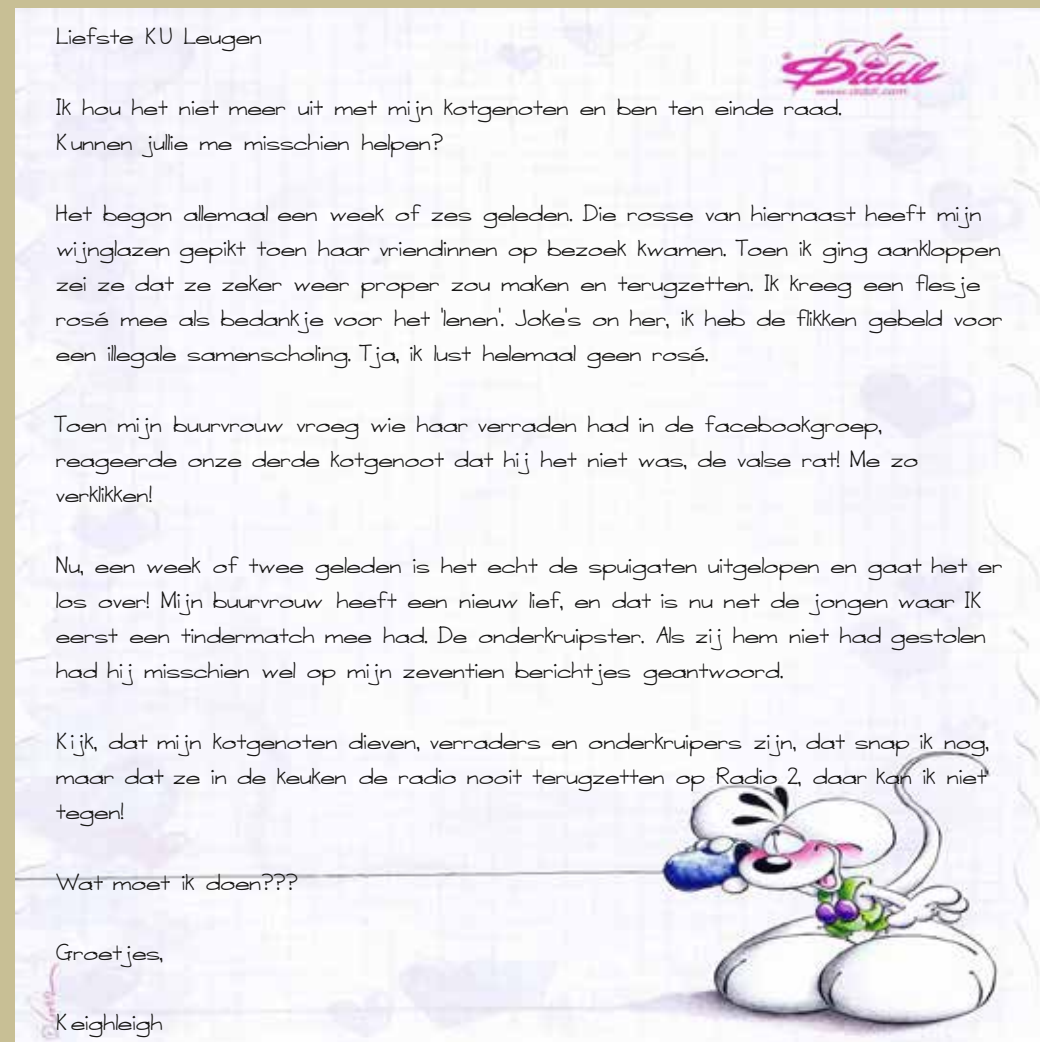 Liefste KU Leugen
Diddl
www.diddl.com
Ik hou het niet meer uit met mijn kotgenoten en ben ten einde raad.
Kunnen jullie me misschien helpen?
Het begon allemaal een week of zes geleden. Die rosse van hiernaast heeft mijn
wijnglazen gepikt toen haar vriendinnen op bezoek kwamen. Toen ik ging aankloppen
zei ze dat ze zeker weer proper zou maken en terugzetten. Ik kreeg een flesje
rosé mee als bedankje voor het 'lenen'. Joke's on her, ik heb de flikken gebeld voor
een illegale samenscholing. Tja, ik lust helemaal geen rosé.
Toen mijn buurvrouw vroeg wie haar verraden had in de facebookgroep,
reageerde onze derde kotgenoot dat hij het niet was, de valse rat! Me zo
verklikken!
Nu, een week of twee geleden is het echt de spuigaten uitgelopen en gaat het er
los over! Mijn buurvrouw heeft een nieuw lief, en dat is nu net de jongen waar IK
eerst een tindermatch mee had. De onderkruipster. Als zij hem niet had gestolen
had hij misschien wel op mijn zeventien berichtjes geantwoord.
Kijk, dat mijn kotgenoten dieven, verraders en onderkruipers zijn, dat snap ik nog,
maar dat ze in de keuken de radio nooit terugzetten op Radio 2, daar kan ik niet
tegen!
Wat moet ik doen???
Groetjes,
Keighleigh